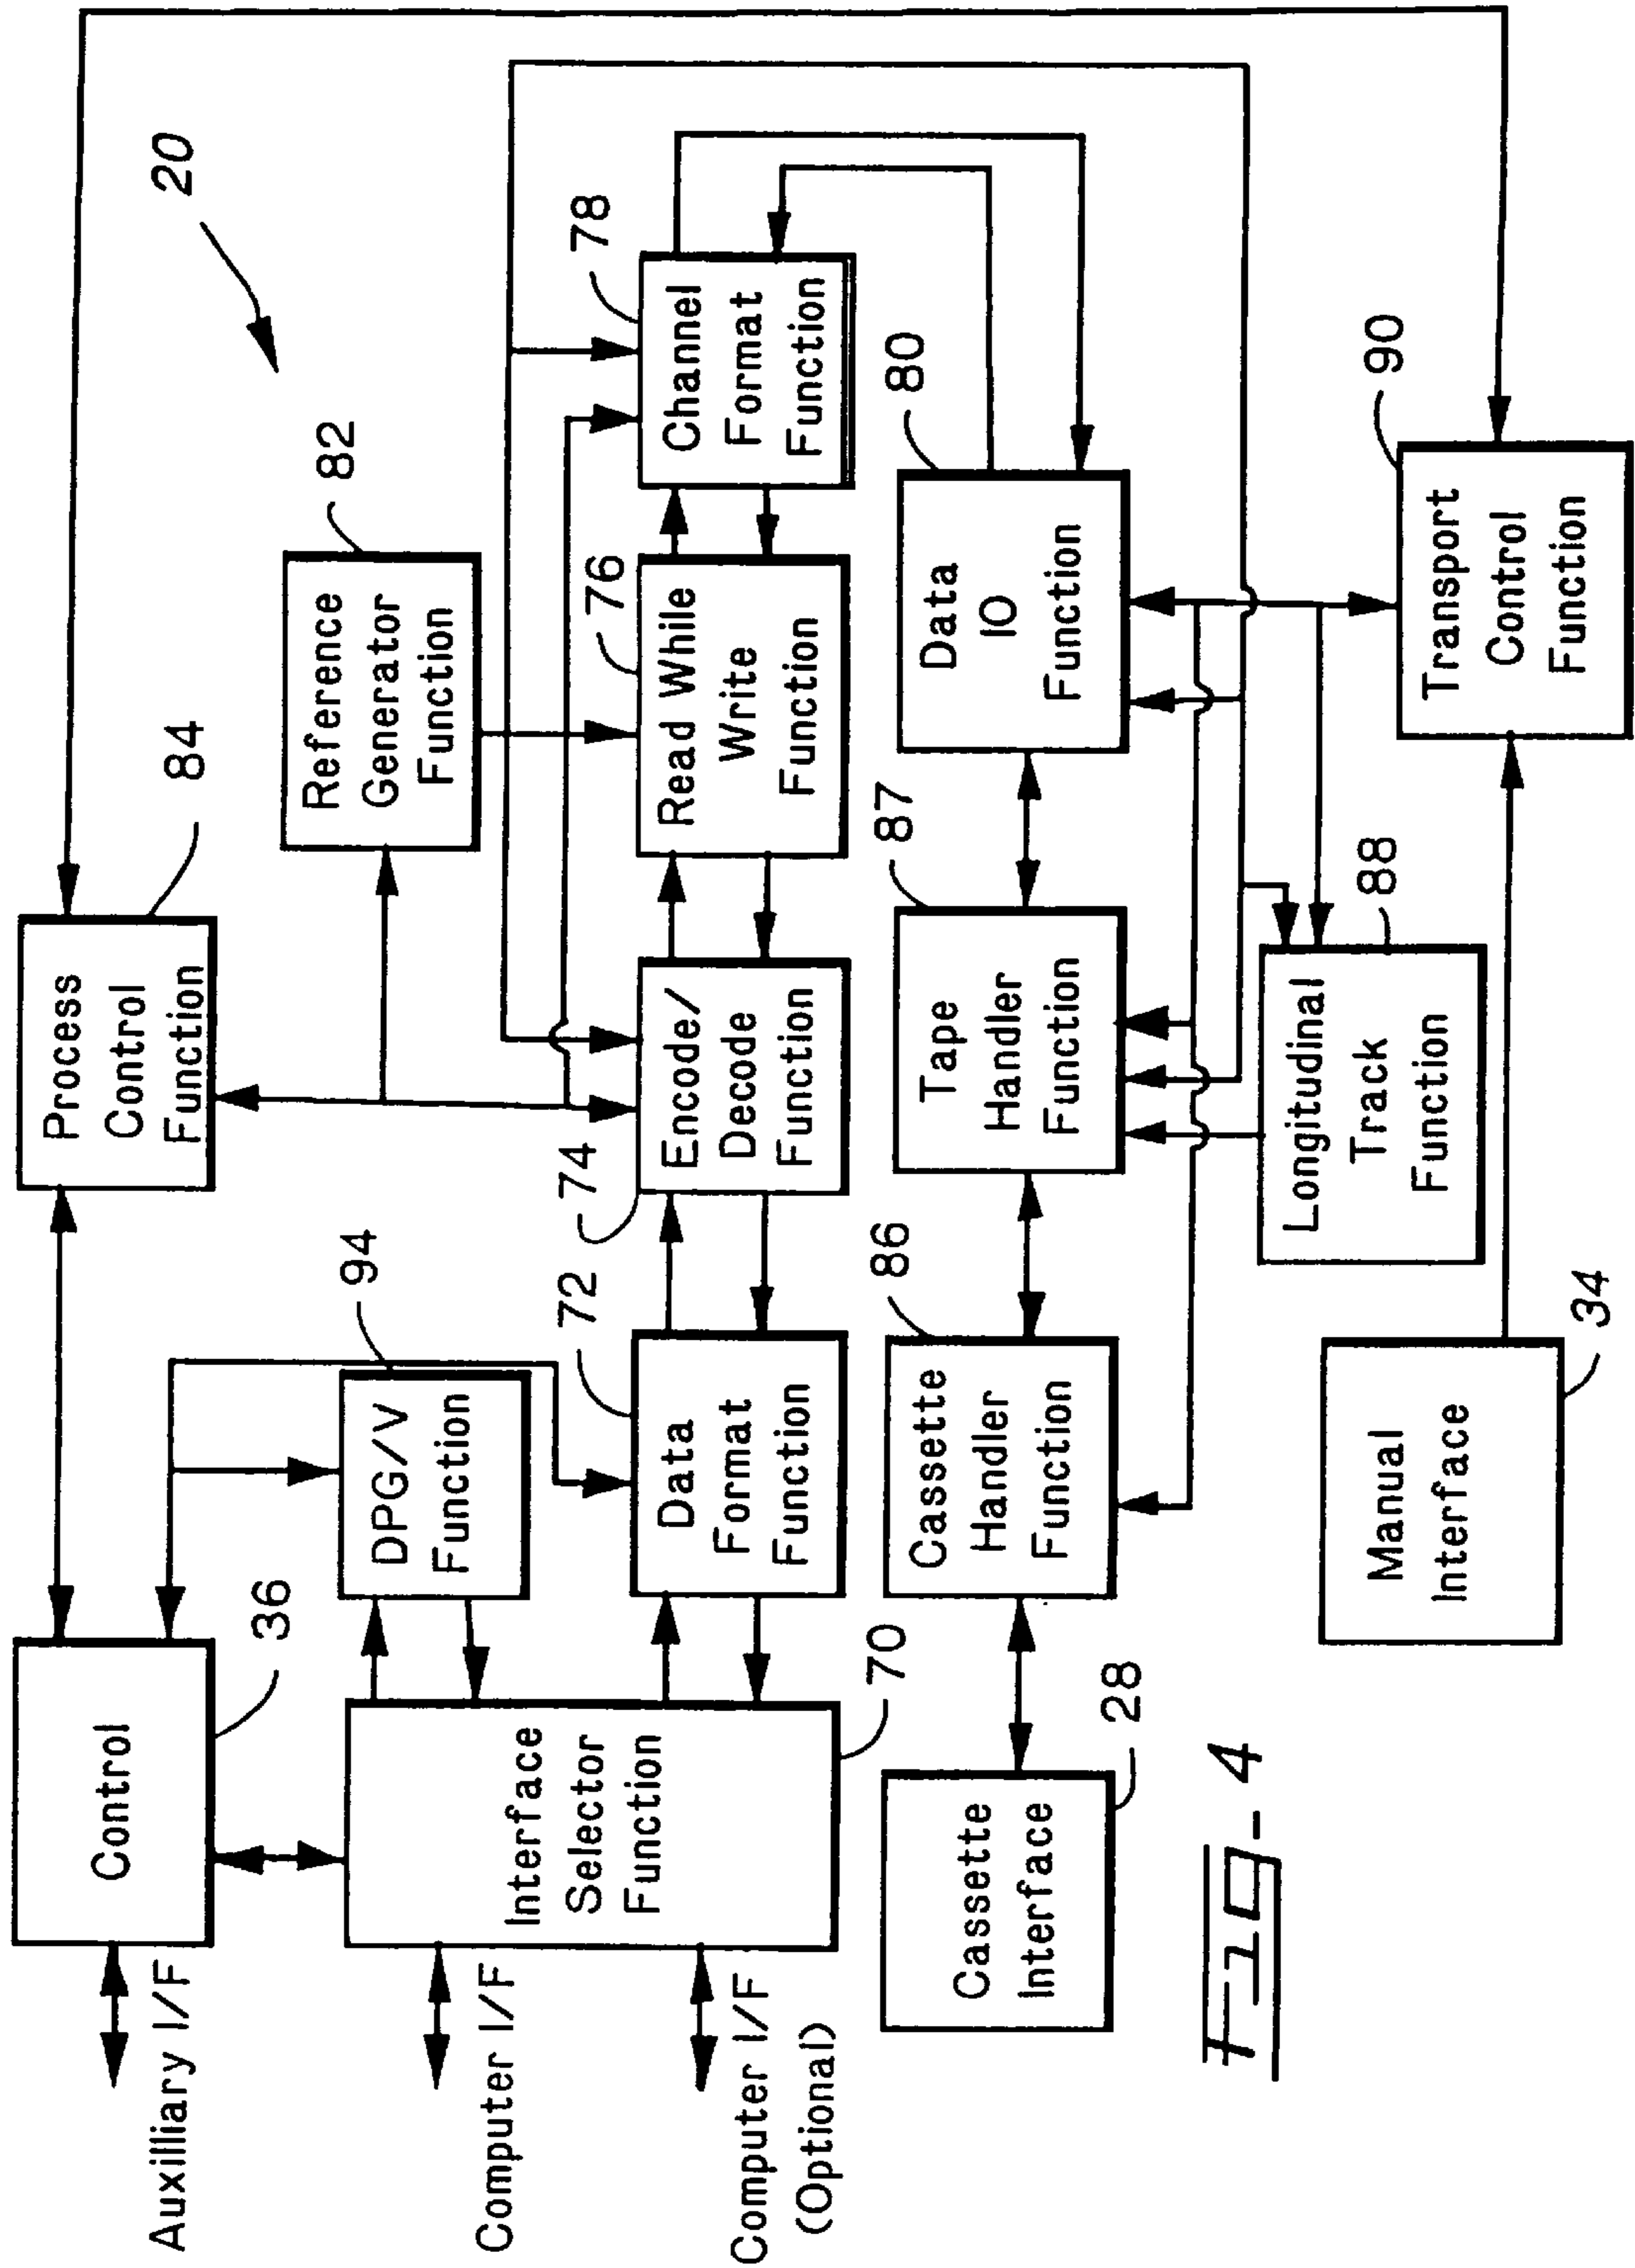 20
Auxilliary I/F
Control
36
Process
Control
Function
84
Computer I/F
Computer I/F
(Optional)
Interface
Selector
Function
70
DPG/V
Function
94
Reference
Generator
Function
82
Data
Format
Function
72
Encode/
Decode
Function
74
Read While
Write
Function
76
Channel
Format
Function
78
Cassette
Interface
28
Cassette
Handler
Function
86
Tape
Handler
Function
87
Data
IO
Function
80
Longitudinal
Track
Function
88
Manual
Interface
34
Transport
Control
Function
90
Fig-4